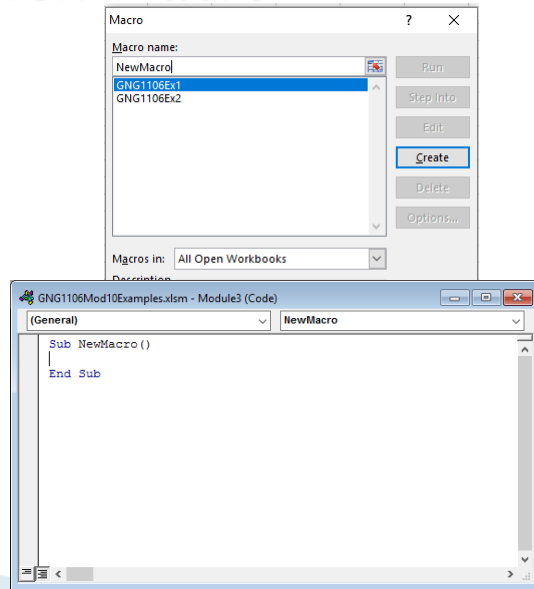 Macro ? X
Macro name:
NewMacro
Run
GNG1106Ex1
GNG1106Ex2
Step Into
Edit
Create
Delete
Options...
Macros in: All Open Workbooks
Description
GNG1106Mod10Examples.xlsm - Module3 (Code)
(General) NewMacro
Sub NewMacro()
End Sub